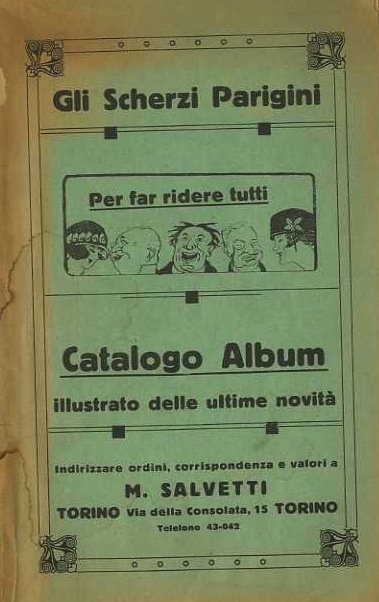 Gli Scherzi Parigini
Per far ridere tutti
Catalogo Album
illustrato delle ultime novità
Indirizzare ordini, corrispondenza e valori a
M. SALVETTI
TORINO Via della Consolata, 15 TORINO
Telefono 43-042